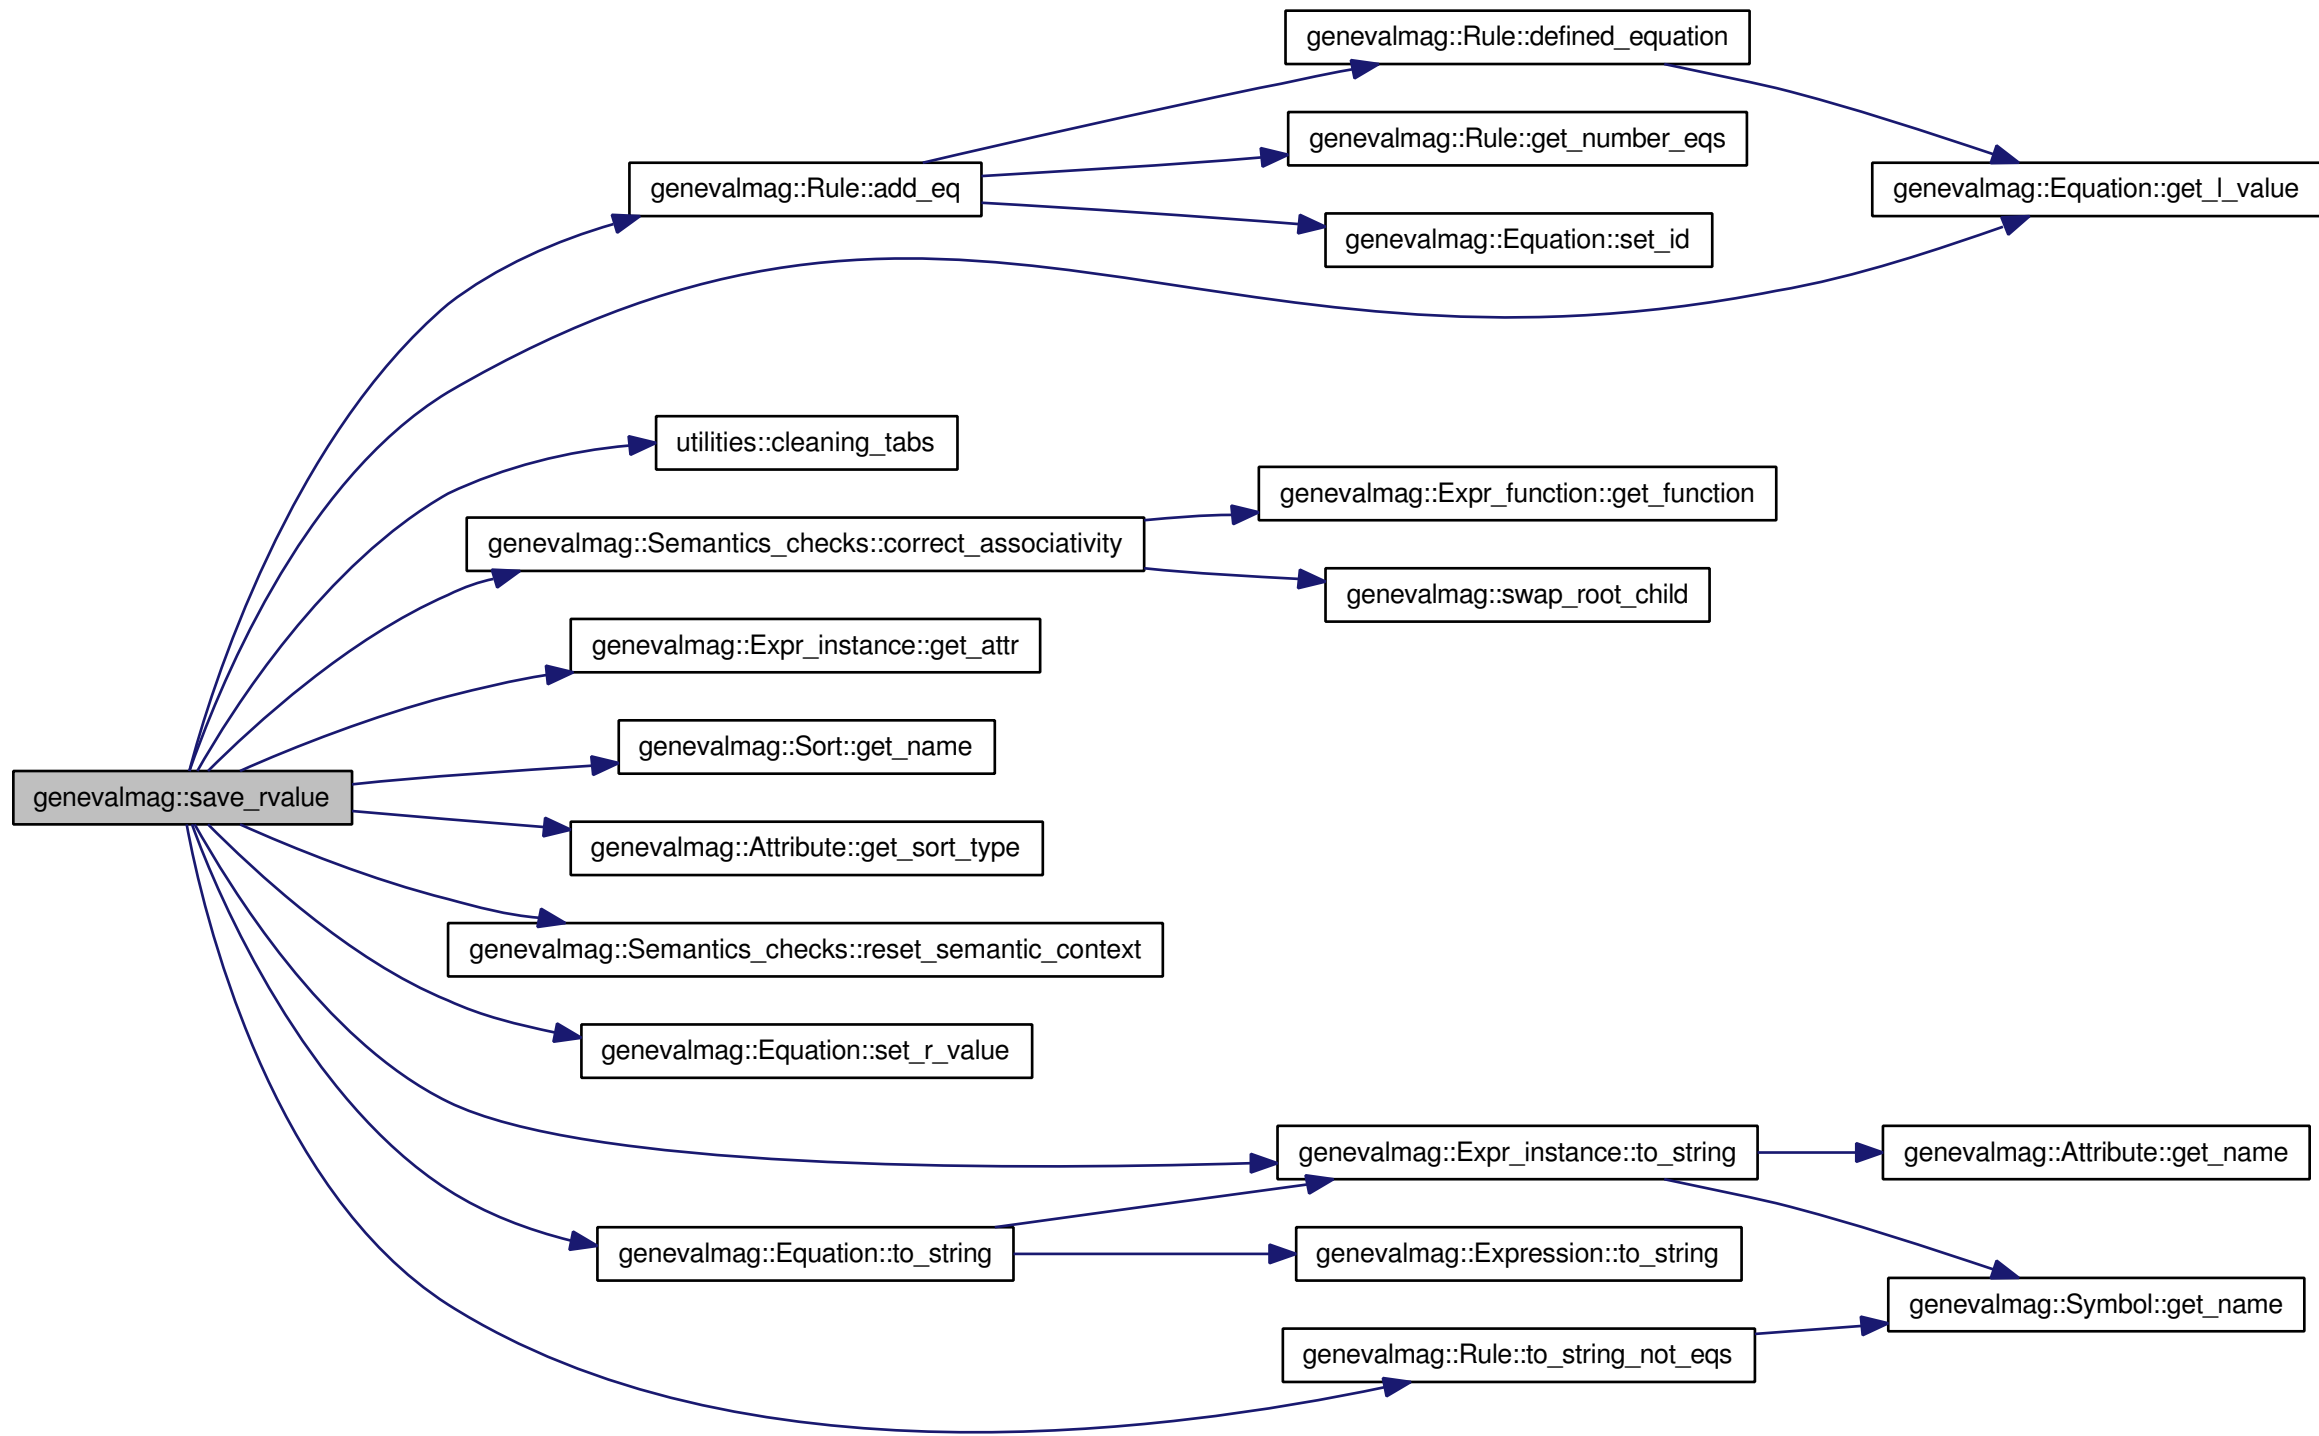 genevalmag::Rule::defined_equation
genevalmag::Rule::get_number_eqs
genevalmag::Rule::add_eq
genevalmag::Equation::get_l_value
genevalmag::Equation::set_id
utilities::cleaning_tabs
genevalmag::Expr_function::get_function
genevalmag::Semantics_checks::correct_associativity
genevalmag::swap_root_child
genevalmag::Expr_instance::get_attr
genevalmag::Sort::get_name
genevalmag::save_rvalue
genevalmag::Attribute::get_sort_type
genevalmag::Semantics_checks::reset_semantic_context
genevalmag::Equation::set_r_value
genevalmag::Expr_instance::to_string
genevalmag::Attribute::get_name
genevalmag::Equation::to_string
genevalmag::Expression::to_string
genevalmag::Symbol::get_name
genevalmag::Rule::to_string_not_eqs